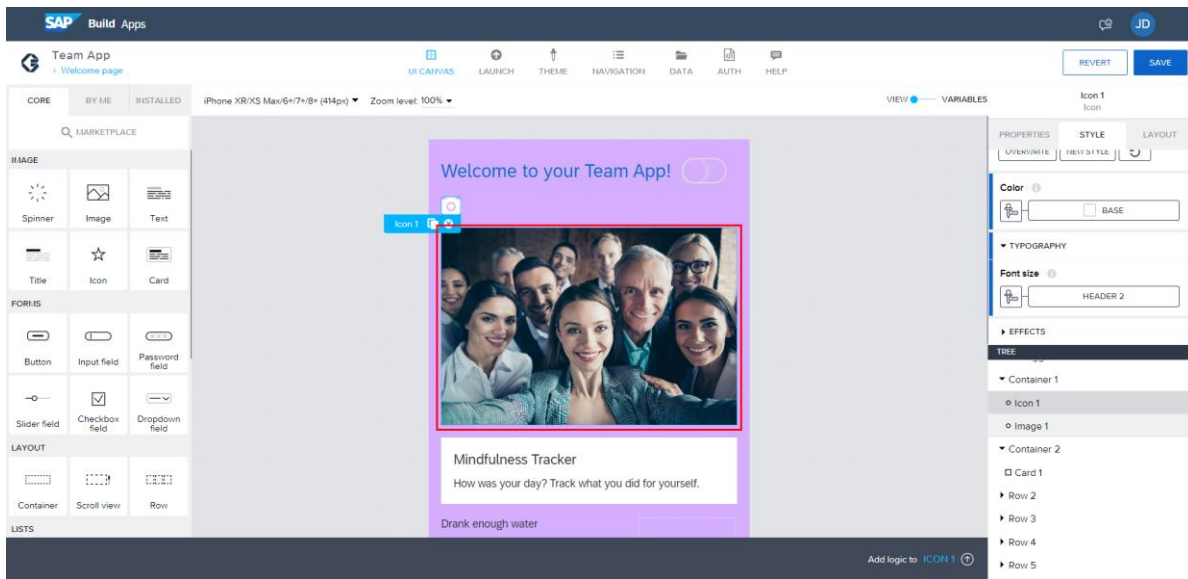 SAP Build Apps
JD
Team App
> Welcome page
UI CANVAS LAUNCH THEME NAVIGATION DATA AUTH HELP
REVERT SAVE
CORE BY ME INSTALLED
iPhone XR/XS Max/6+/7+/8+ (414px) Zoom level: 100%
VIEW VARIABLES
Icon 1
Icon
MARKETPLACE
PROPERTIES STYLE LAYOUT
OVERWRITE NEW STYLE
IMAGE
Spinner Image Text
Title Icon Card
FORMS
Button Input field Password field
Slider field Checkbox field Dropdown field
LAYOUT
Container Scroll view Row
LISTS
Welcome to your Team App!
Icon 1
Mindfulness Tracker
How was your day? Track what you did for yourself.
Drank enough water
Color
BASE
TYPOGRAPHY
Font size
HEADER 2
EFFECTS
TREE
Container 1
Icon 1
Image 1
Container 2
Card 1
Row 2
Row 3
Row 4
Row 5
Add logic to ICON 1